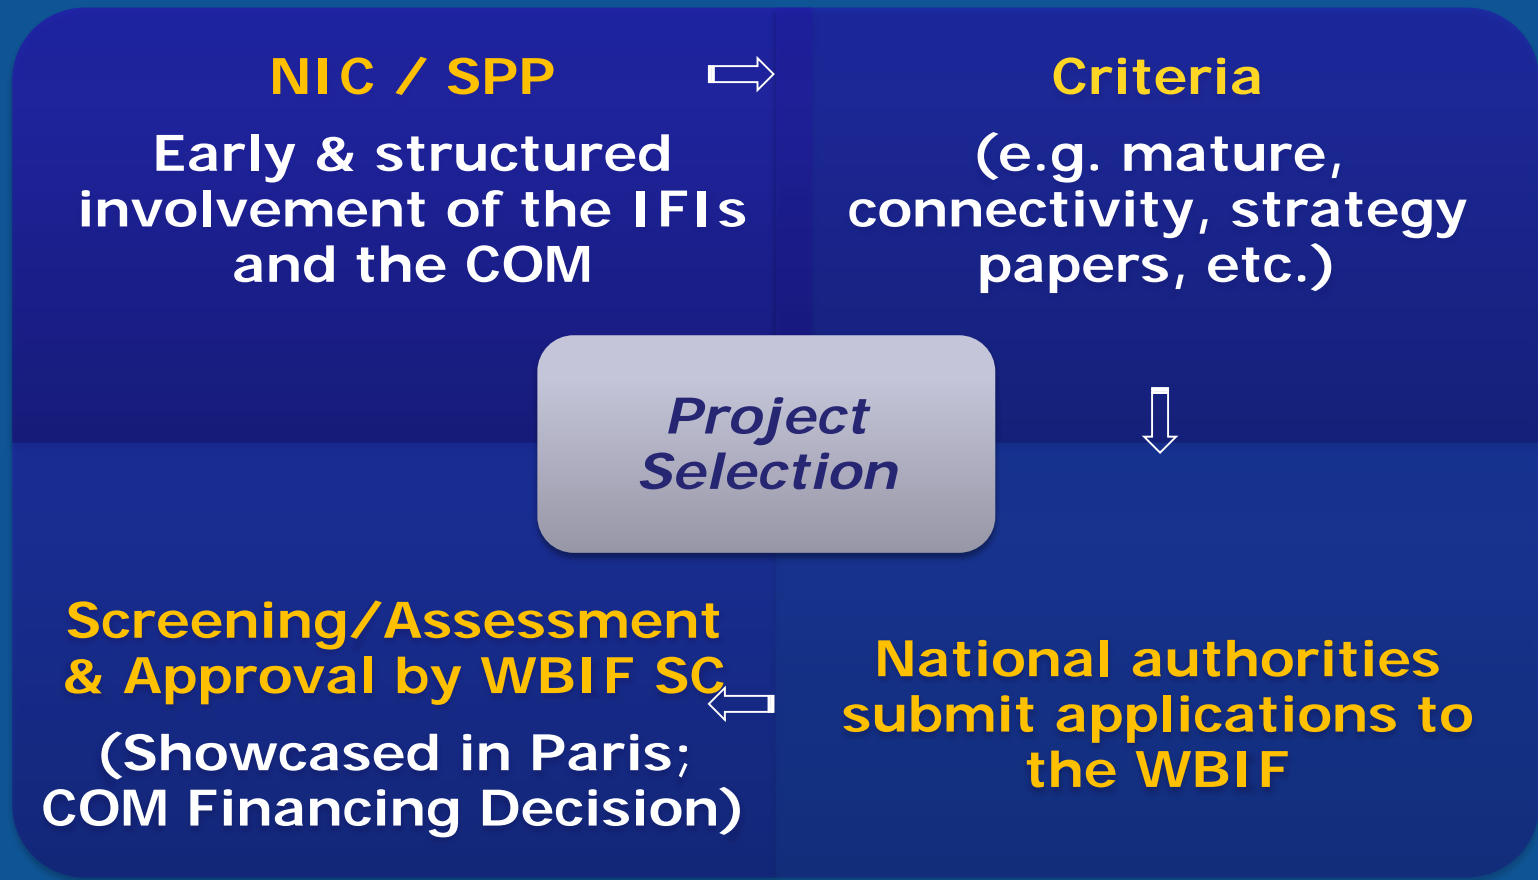 NIC / SPP
Early & structured
involvement of the IFIs
and the COM
Criteria
(e.g. mature,
connectivity, strategy
papers, etc.)
Project
Selection
Screening/Assessment
& Approval by WBIF SC
(Showcased in Paris;
COM Financing Decision)
National authorities
submit applications to
the WBIF